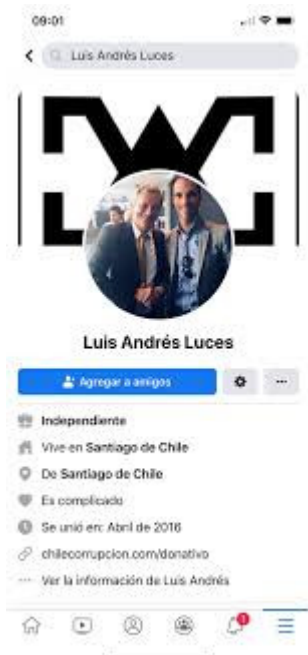 09:01
Luis Andrés Luces
Luis Andrés Luces
Agregar a amigos
Independiente
Vive en Santiago de Chile
De Santiago de Chile
Es complicado
Se unió en: Abril de 2016
chilecorrupcion.com/donativo
Ver la información de Luis Andrés
1